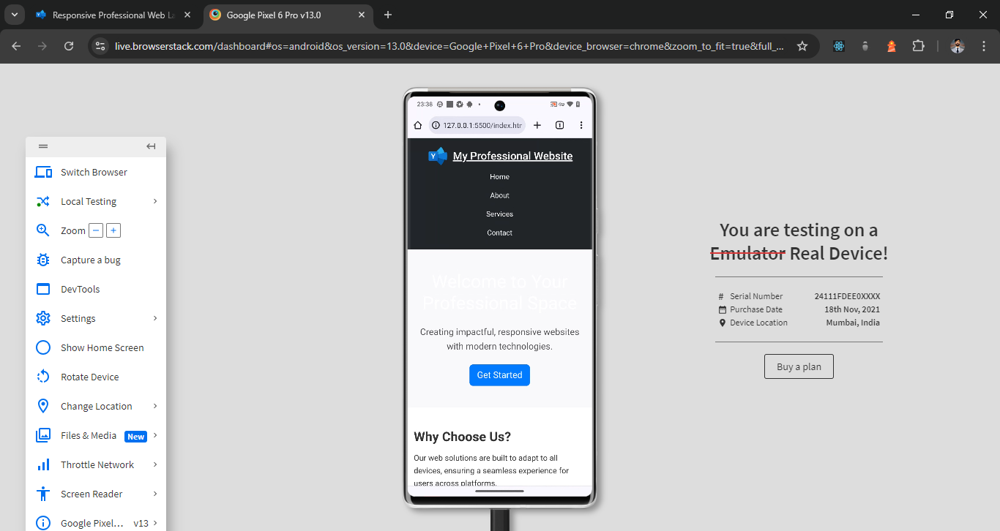 Responsive Professional Web La
Google Pixel 6 Pro v13.0
live.browserstack.com/dashboard#os=android&os_version=13.0&device=Google+Pixel+6+Pro&device_browser=chrome&zoom_to_fit=true&full_...
Switch Browser
Local Testing
Zoom
Capture a bug
DevTools
Settings
Show Home Screen
Rotate Device
Change Location
Files & Media New
Throttle Network
Screen Reader
Google Pixel... v13
23:38
127.0.0.1:5500/index.htr
1
Y My Professional Website
Home
About
Services
Contact
Welcome to Your
Professional Space
Creating impactful, responsive websites
with modern technologies.
Get Started
Why Choose Us?
Our web solutions are built to adapt to all
devices, ensuring a seamless experience for
users across platforms.
You are testing on a
Emulator Real Device!
# Serial Number 24111FDEE0XXXX
Purchase Date 18th Nov, 2021
Device Location Mumbai, India
Buy a plan